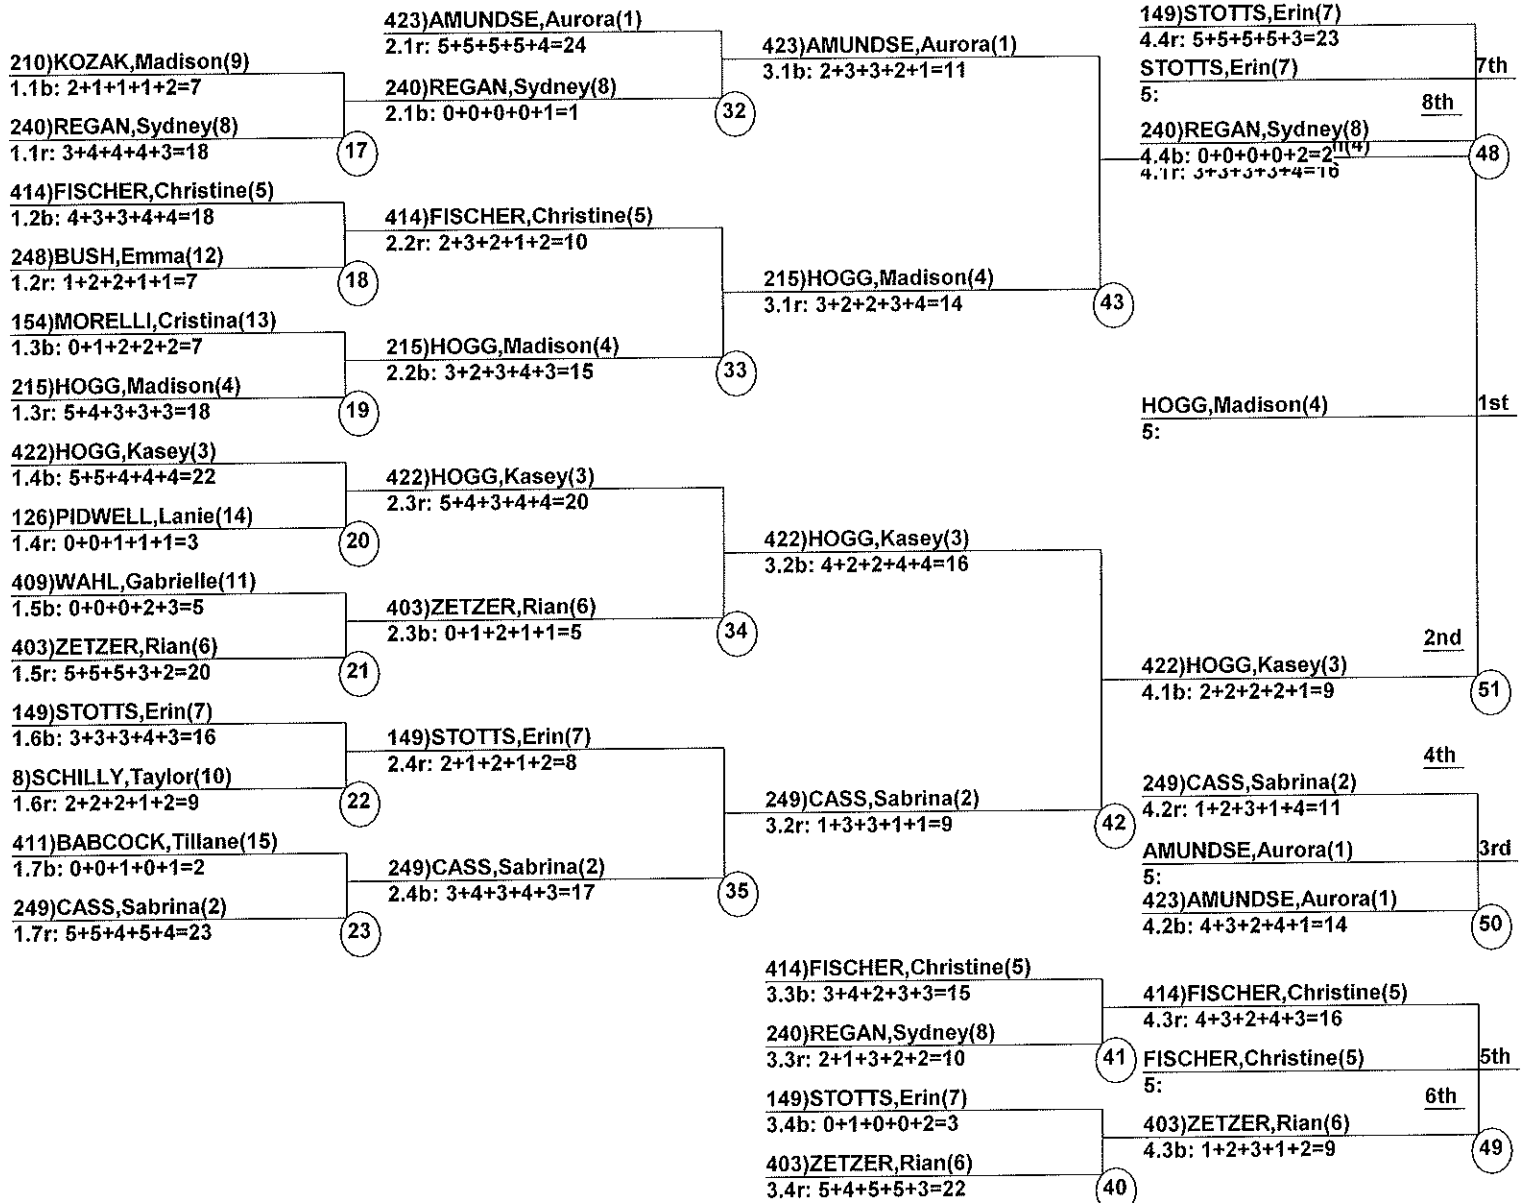 210)KOZAK,Madison(9)
1.1b: 2+1+1+1+2=7
240)REGAN,Sydney(8)
1.1r: 3+4+4+4+3=18
17
414)FISCHER,Christine(5)
1.2b: 4+3+3+4+4=18
248)BUSH,Emma(12)
1.2r: 1+2+2+1+1=7
18
154)MORELLI,Cristina(13)
1.3b: 0+1+2+2+2=7
215)HOGG,Madison(4)
1.3r: 5+4+3+3+3=18
19
422)HOGG,Kasey(3)
1.4b: 5+5+4+4+4=22
126)PIDWELL,Lanie(14)
1.4r: 0+0+1+1+1=3
20
409)WAHL,Gabrielle(11)
1.5b: 0+0+0+2+3=5
403)ZETZER,Rian(6)
1.5r: 5+5+5+3+2=20
21
149)STOTTS,Erin(7)
1.6b: 3+3+3+4+3=16
8)SCHILLY,Taylor(10)
1.6r: 2+2+2+1+2=9
22
411)BABCOCK,Tillane(15)
1.7b: 0+0+1+0+1=2
249)CASS,Sabrina(2)
1.7r: 5+5+4+5+4=23
23
423)AMUNDSE,Aurora(1)
2.1r: 5+5+5+5+4=24
240)REGAN,Sydney(8)
2.1b: 0+0+0+0+1=1
32
414)FISCHER,Christine(5)
2.2r: 2+3+2+1+2=10
215)HOGG,Madison(4)
2.2b: 3+2+3+4+3=15
33
422)HOGG,Kasey(3)
2.3r: 5+4+3+4+4=20
403)ZETZER,Rian(6)
2.3b: 0+1+2+1+1=5
34
149)STOTTS,Erin(7)
2.4r: 2+1+2+1+2=8
249)CASS,Sabrina(2)
2.4b: 3+4+3+4+3=17
35
423)AMUNDSE,Aurora(1)
3.1b: 2+3+3+2+1=11
215)HOGG,Madison(4)
3.1r: 3+2+2+3+4=14
43
422)HOGG,Kasey(3)
3.2b: 4+2+2+4+4=16
249)CASS,Sabrina(2)
3.2r: 1+3+3+1+1=9
42
414)FISCHER,Christine(5)
3.3b: 3+4+2+3+3=15
240)REGAN,Sydney(8)
3.3r: 2+1+3+2+2=10
41
149)STOTTS,Erin(7)
3.4b: 0+1+0+0+2=3
403)ZETZER,Rian(6)
3.4r: 5+4+5+5+3=22
40
149)STOTTS,Erin(7)
4.4r: 5+5+5+5+3=23
STOTTS,Erin(7) 7th
5:
8th
240)REGAN,Sydney(8)
4.4b: 0+0+0+0+2=2
4.1r: 3+3+3+3+4=16
48
HOGG,Madison(4) 1st
5:
2nd
422)HOGG,Kasey(3)
4.1b: 2+2+2+2+1=9
51
4th
249)CASS,Sabrina(2)
4.2r: 1+2+3+1+4=11
AMUNDSE,Aurora(1) 3rd
5:
423)AMUNDSE,Aurora(1)
4.2b: 4+3+2+4+1=14
50
414)FISCHER,Christine(5)
4.3r: 4+3+2+4+3=16
FISCHER,Christine(5) 5th
5:
6th
403)ZETZER,Rian(6)
4.3b: 1+2+3+1+2=9
49